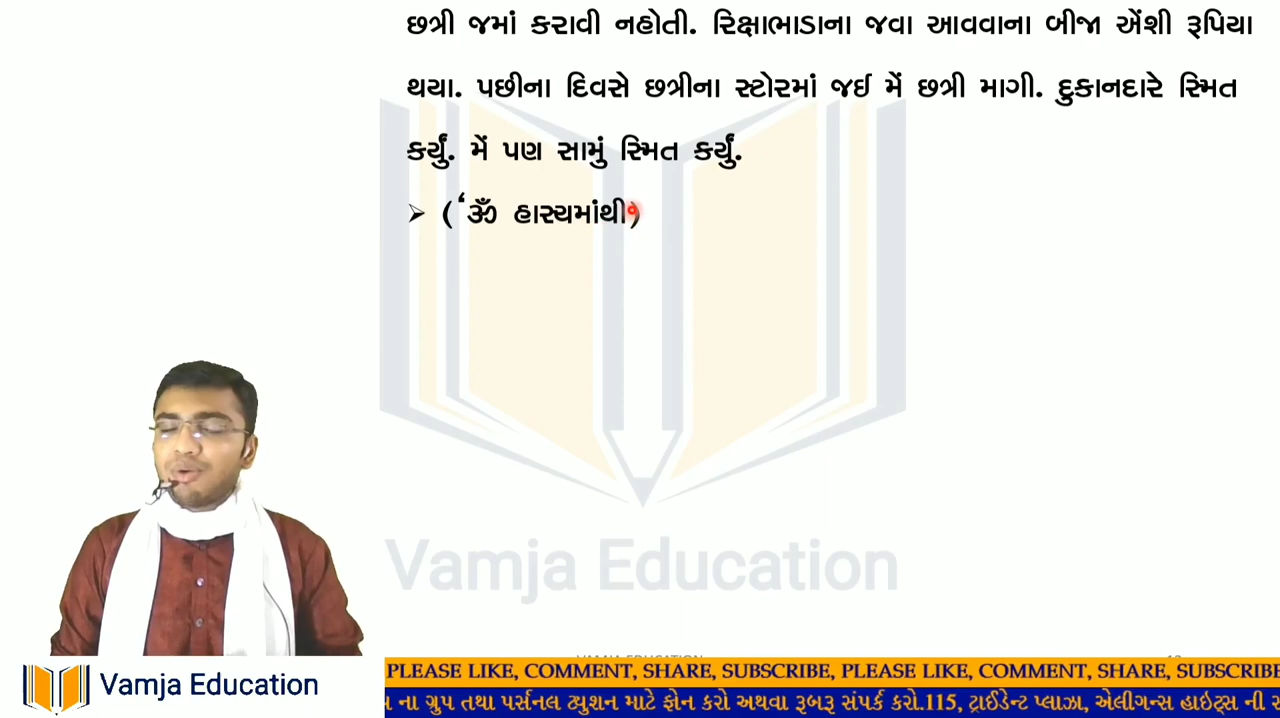 છત્રી જમાં કરાવી નહોતી. રિક્ષાભાડાના જવા આવવાના બીજા એંશી રૂપિયા
થયા. પછીના દિવસે છત્રીના સ્ટોરમાં જઈ મેં છત્રી માગી. દુકાનદારે સ્મિત
કર્યું. મેં પણ સામું સ્મિત કર્યું.
➤ (‘ૐ હાસ્યમાંથી)
Vamja Education
Vamja Education
PLEASE LIKE, COMMENT, SHARE, SUBSCRIBE, PLEASE LIKE, COMMENT, SHARE, SUBSCRIBE
ના ગ્રુપ તથા પર્સનલ ટ્યુશન માટે ફોન કરો અથવા રૂબરૂ સંપર્ક કરો.115, ટ્રાઈડેન્ટ પ્લાઝા, એલીગન્સ હાઇટ્સ ની